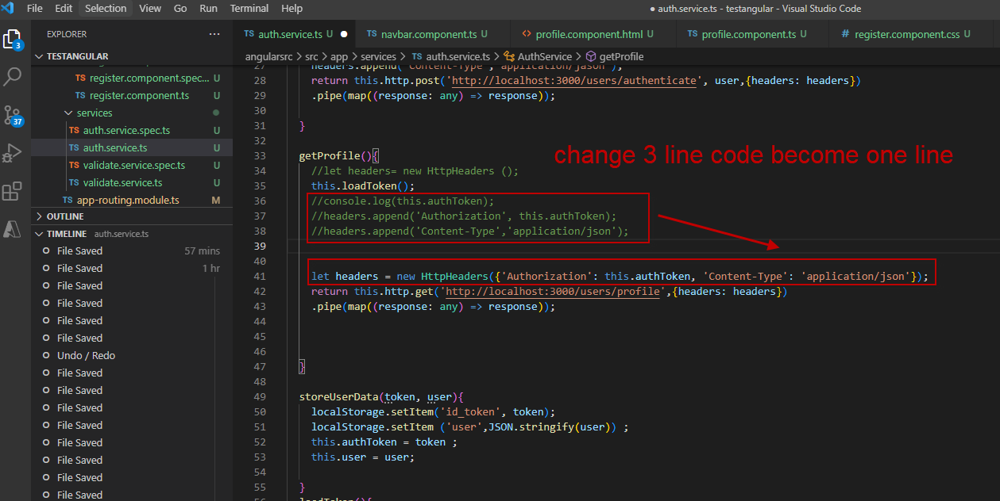 File Edit Selection View Go Run Terminal Help
● auth.service.ts - testangular - Visual Studio Code
3
37
EXPLORER ...
TESTANGULAR
TS register.component.spec... U
TS register.component.ts U
services
TS auth.service.spec.ts U
TS auth.service.ts U
TS validate.service.spec.ts U
TS validate.service.ts U
TS app-routing.module.ts M
OUTLINE
TIMELINE auth.service.ts
File Saved 57 mins
File Saved 1 hr
File Saved
File Saved
File Saved
File Saved
Undo / Redo
File Saved
File Saved
File Saved
File Saved
File Saved
File Saved
File Saved
File Saved
TS auth.service.ts U ● TS navbar.component.ts U <> profile.component.html U TS profile.component.ts U # register.component.css U
angularsrc > src > app > services > TS auth.service.ts > AuthService > getProfile
27 headers.append('Content-Type','application/jason');
28 return this.http.post('http://localhost:3000/users/authenticate', user,{headers: headers})
29 .pipe(map((response: any) => response));
30
31 }
32
33 getProfile(){
34 //let headers= new HttpHeaders ();
35 this.loadToken();
36 //console.log(this.authToken);
37 //headers.append('Authorization', this.authToken);
38 //headers.append('Content-Type','application/json');
39
40
41 let headers = new HttpHeaders({'Authorization': this.authToken, 'Content-Type': 'application/json'});
42 return this.http.get('http://localhost:3000/users/profile',{headers: headers})
43 .pipe(map((response: any) => response));
44
45
46
47 }
48
49 storeUserData(token, user){
50 localStorage.setItem('id_token', token);
51 localStorage.setItem ('user',JSON.stringify(user)) ;
52 this.authToken = token ;
53 this.user = user;
54
55 }
56 loadToken(){
change 3 line code become one line